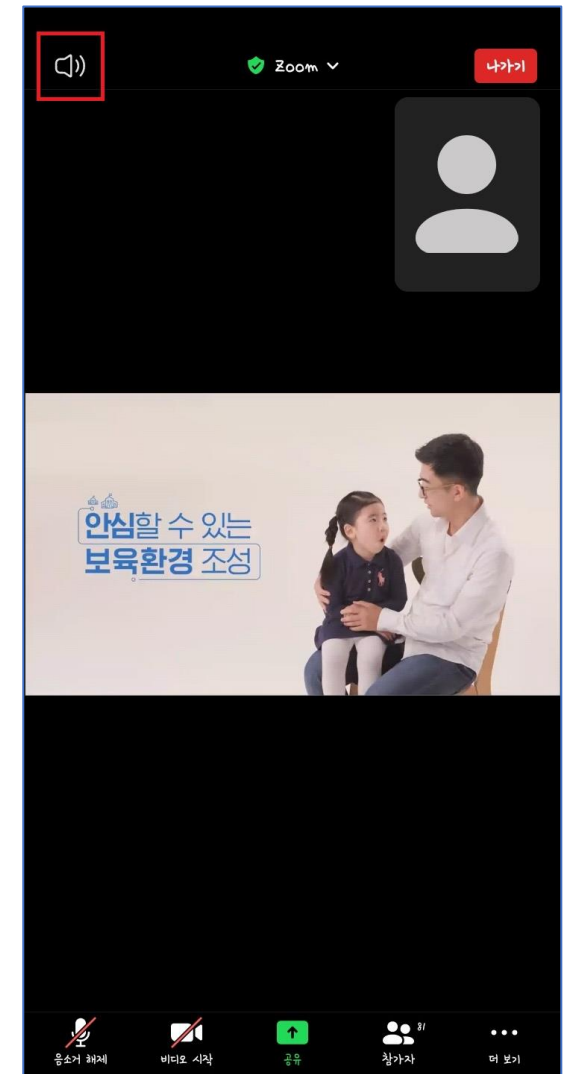 Zoom
나가기
안심할 수 있는
보육환경 조성
81
음소거 해제
비디오 시작
공유
참가자
더 보기